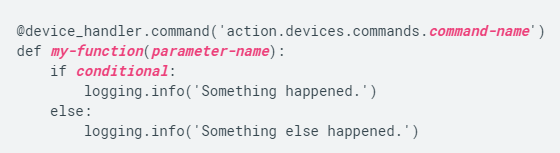 @device_handler.command('action.devices.commands.command-name')
def my-function(parameter-name):
    if conditional:
        logging.info('Something happened.')
    else:
        logging.info('Something else happened.')